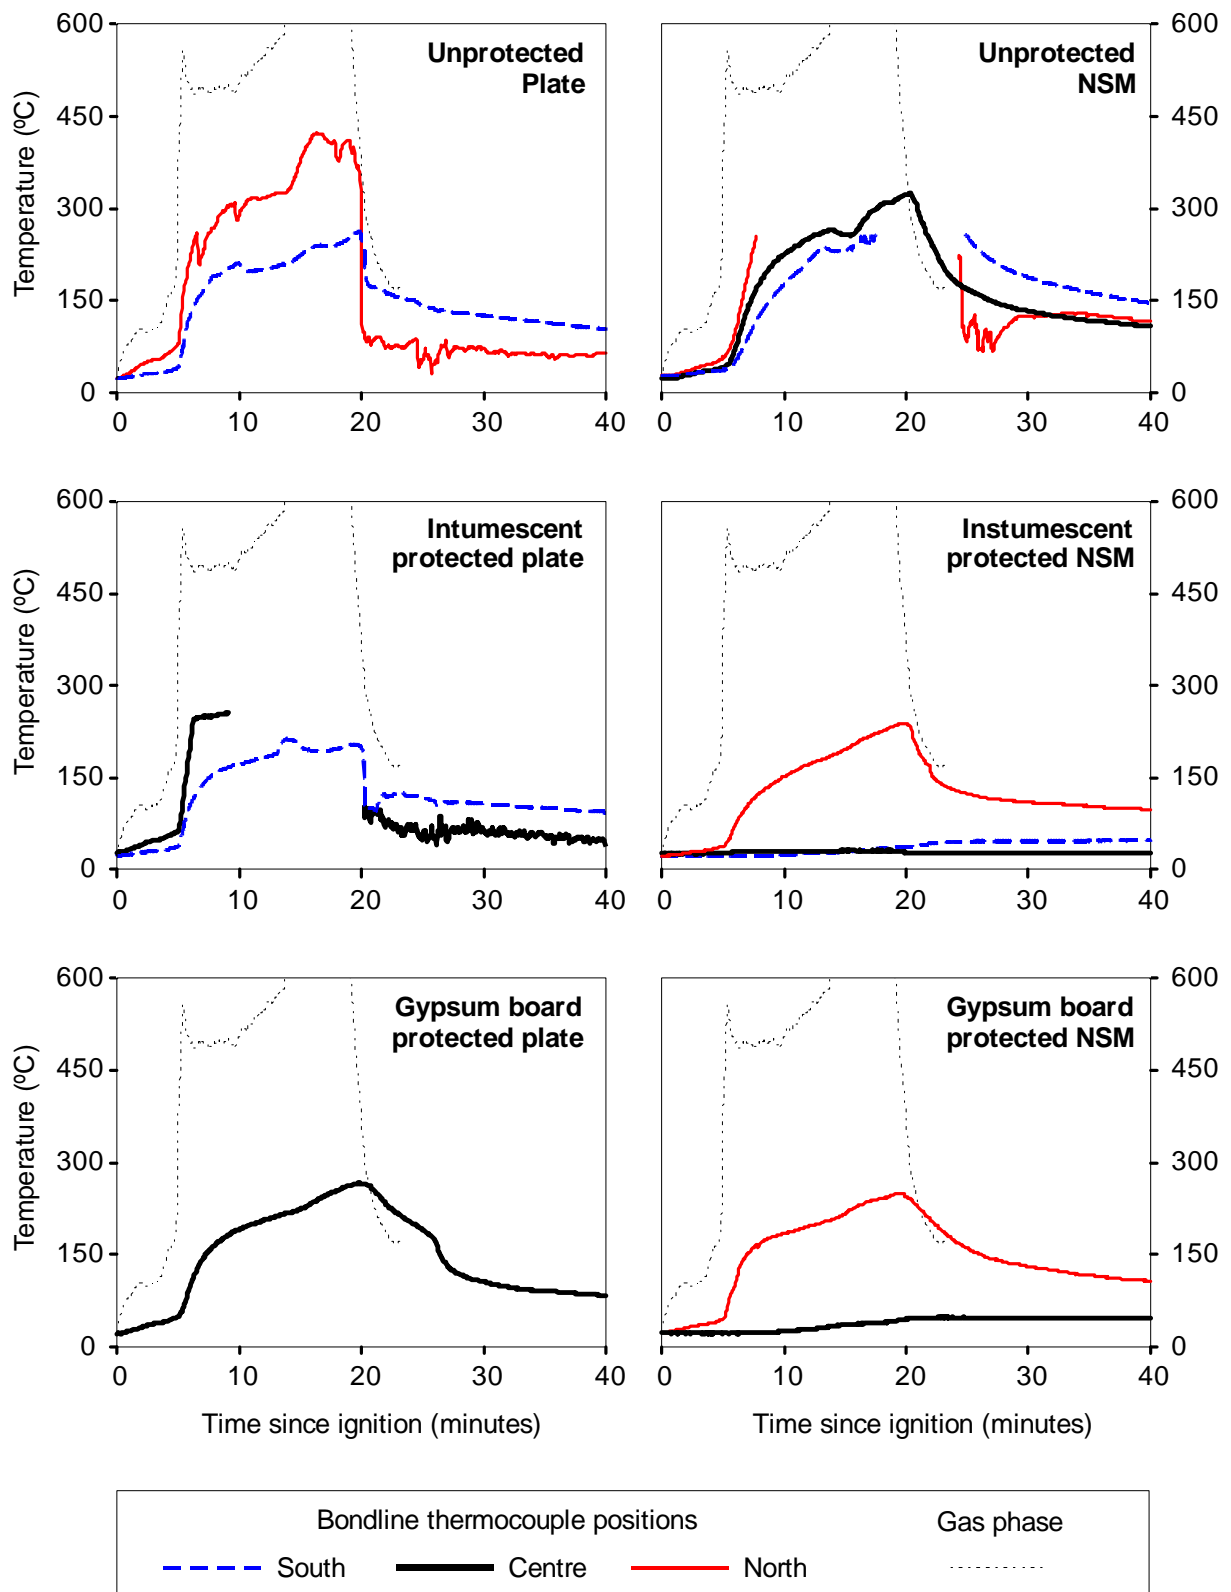 600
450
300
150
0
Temperature (ºC)
Unprotected
Plate
0 10 20 30 40
Unprotected
NSM
600
450
300
150
0
0 10 20 30 40
600
450
300
150
0
Temperature (ºC)
Intumescent
protected plate
0 10 20 30 40
Instumescent
protected NSM
600
450
300
150
0
0 10 20 30 40
600
450
300
150
0
Temperature (ºC)
Gypsum board
protected plate
0 10 20 30 40
Time since ignition (minutes)
Gypsum board
protected NSM
600
450
300
150
0
0 10 20 30 40
Time since ignition (minutes)
Bondline thermocouple positions Gas phase
South Centre North